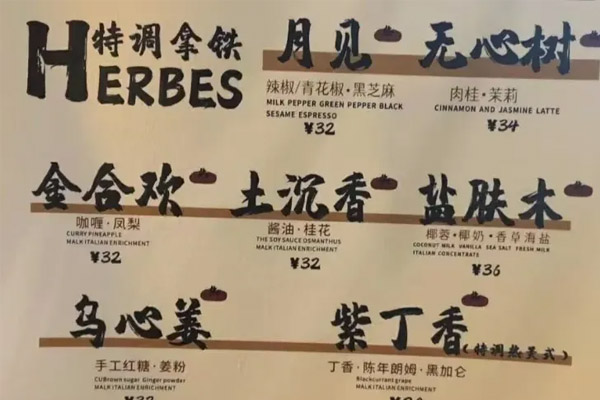 特调拿铁
HERBES
月见
辣椒/青花椒·黑芝麻
MILK PEPPER GREEN PEPPER BLACK
SESAME ESPRESSO
¥32
无心树
肉桂·茉莉
CINNAMON AND JASMINE LATTE
¥34
金合欢
咖喱·凤梨
CURRY PINEAPPLE
MALK ITALIAN ENRICHMENT
¥32
土沉香
酱油·桂花
THE SOY SAUCE OSMANTHUS
MALK ITALIAN ENRICHMENT
¥32
盐肤木
椰蓉·椰奶·香草海盐
COCONUT MILK VANILLA SEA SALT FRESH MILK
ITALIAN CONCENTRATE
¥36
乌心姜
手工红糖·姜粉
CUBrown sugar Ginger powder
MALK ITALIAN ENRICHMENT
紫丁香(特调热美式)
丁香·陈年朗姆·黑加仑
Blackcurrant grape
MALK ITALIAN ENRICHMENT